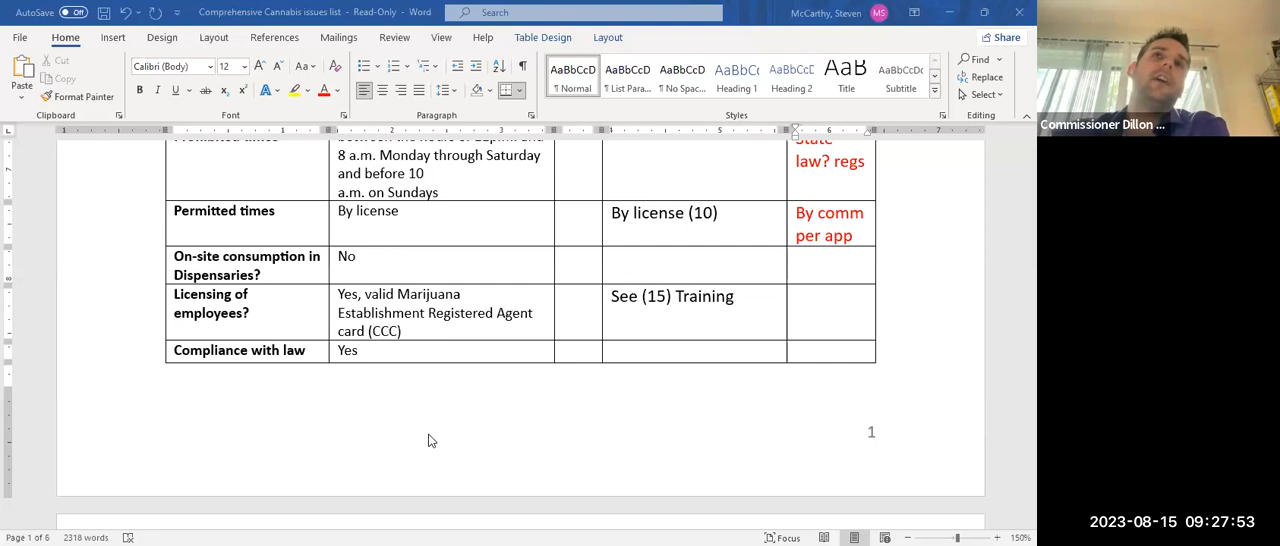 AutoSave Off Comprehensive Cannabis issues list - Read-Only - Word Search McCarthy, Steven MS
File Home Insert Design Layout References Mailings Review View Help Table Design Layout Share
Cut
Copy
Format Painter
Paste
Calibri (Body) 12
AaBbCcD AaBbCcD AaBbCcD AaBbCc AaBbCcD AaB AaBbCcDc
¶ Normal ¶ List Para... ¶ No Spac... Heading 1 Heading 2 Title Subtitle
Find
Replace
Select
Clipboard Font Paragraph Styles Editing
Commissioner Dillon ...
8 a.m. Monday through Saturday
and before 10
a.m. on Sundays
state
law? regs
Permitted times
By license
By license (10)
By comm
per app
On-site consumption in
Dispensaries?
No
Licensing of
employees?
Yes, valid Marijuana
Establishment Registered Agent
card (CCC)
See (15) Training
Compliance with law
Yes
1
2023-08-15 09:27:53
Page 1 of 6 2318 words Focus 150%